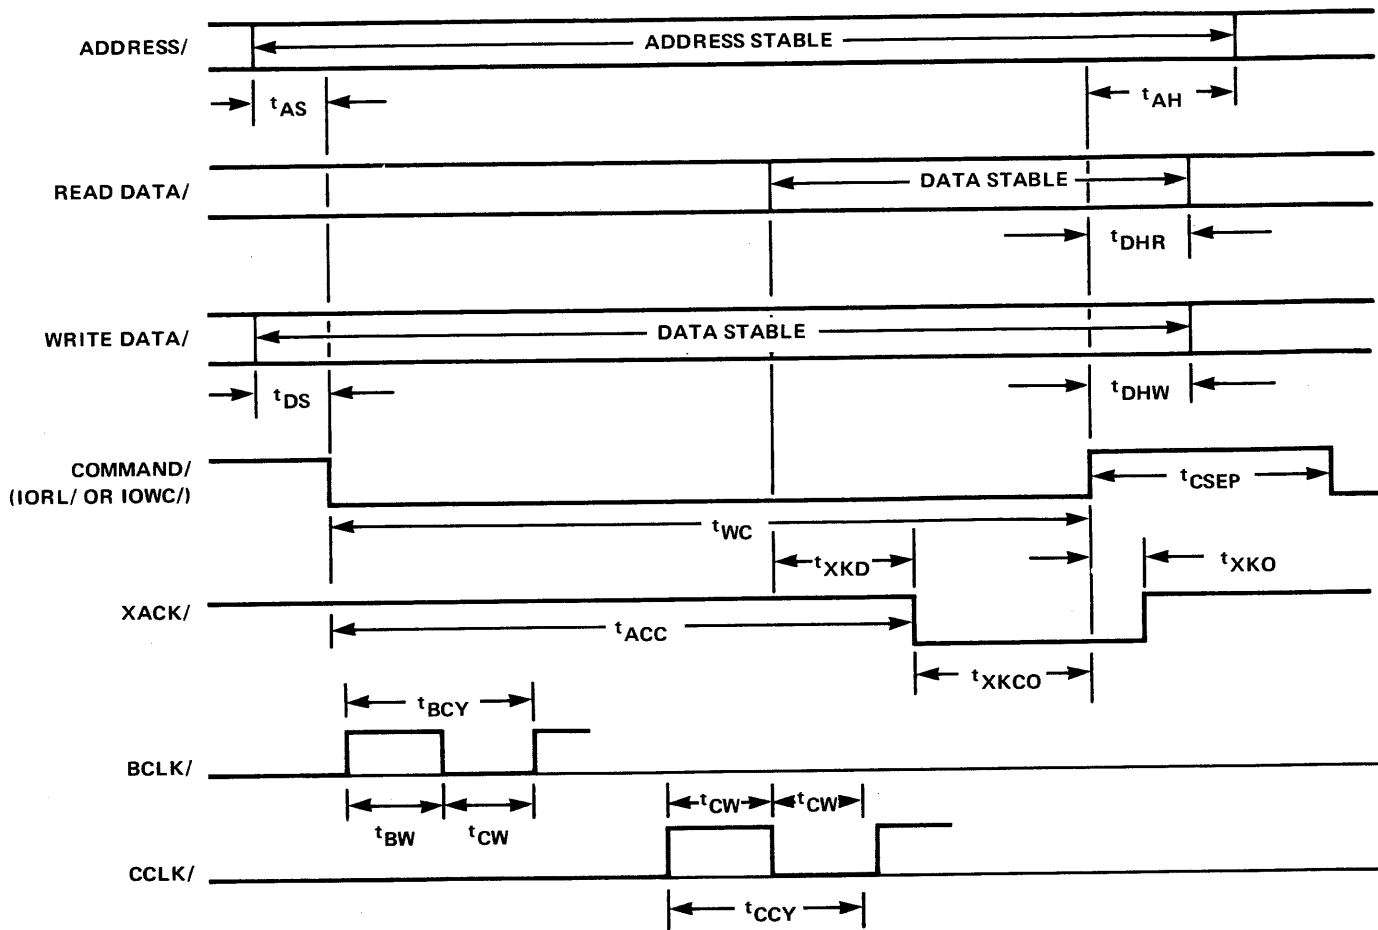 ADDRESS/
ADDRESS STABLE
tAS
tAH
READ DATA/
DATA STABLE
tDHR
WRITE DATA/
DATA STABLE
tDS
tDHW
COMMAND/
(IORL/ OR IOWC/)
tCSEP
tWC
tXKD
tXKO
XACK/
tACC
tXKCO
tBCY
BCLK/
tBW
tCW
tCW
tCW
CCLK/
tCCY